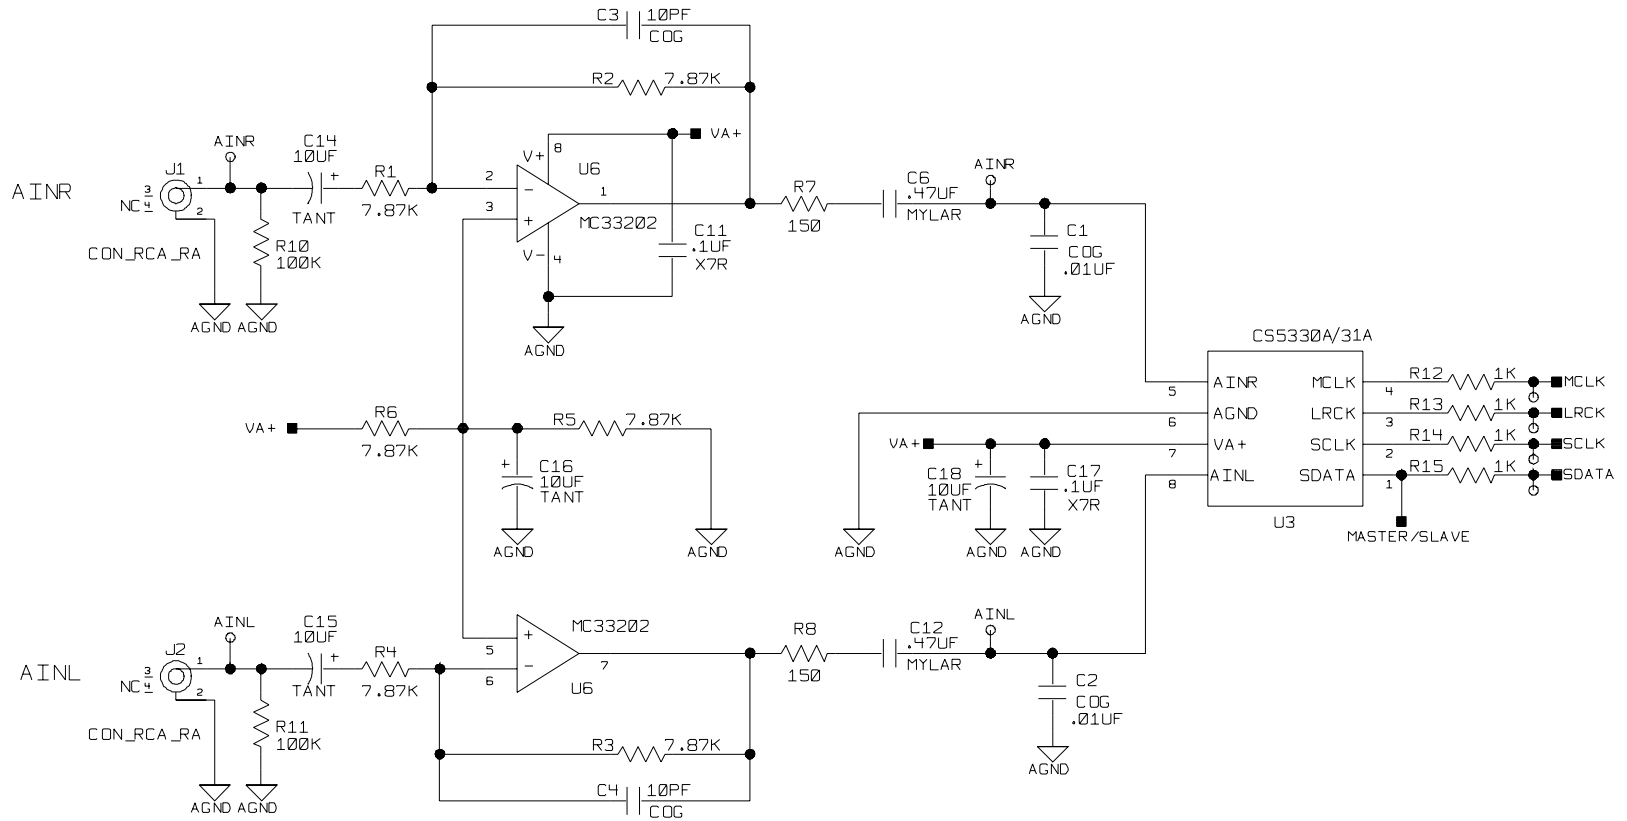 C3 10PF
COG
R2 7.87K
VA+
AINR
C14
10UF
+
TANT
R1
7.87K
J1
1
3
NC 4
2
AINR
CON_RCA_RA
R10
100K
AGND AGND
V+ 8
U6
2 −
3 +
1
MC33202
V− 4
AGND
C11
.1UF
X7R
R7
150
C6
.47UF
MYLAR
AINR
C1
COG
.01UF
AGND
CS5330A/31A
AINR MCLK
5 4
AGND LRCK
6 3
VA+ SCLK
7 2
AINL SDATA
8 1
U3
R12 1K MCLK
R13 1K LRCK
R14 1K SCLK
R15 1K SDATA
MASTER/SLAVE
VA+
R6
7.87K
R5 7.87K
+
C16
10UF
TANT
AGND
AGND
AGND
VA+
+
C18
10UF
TANT
C17
.1UF
X7R
AGND AGND
AINL
C15
10UF
+
TANT
R4
7.87K
J2
1
3
NC 4
2
AINL
CON_RCA_RA
R11
100K
AGND AGND
MC33202
5 +
6 −
7
U6
R3 7.87K
C4 10PF
COG
R8
150
C12
.47UF
MYLAR
AINL
C2
COG
.01UF
AGND